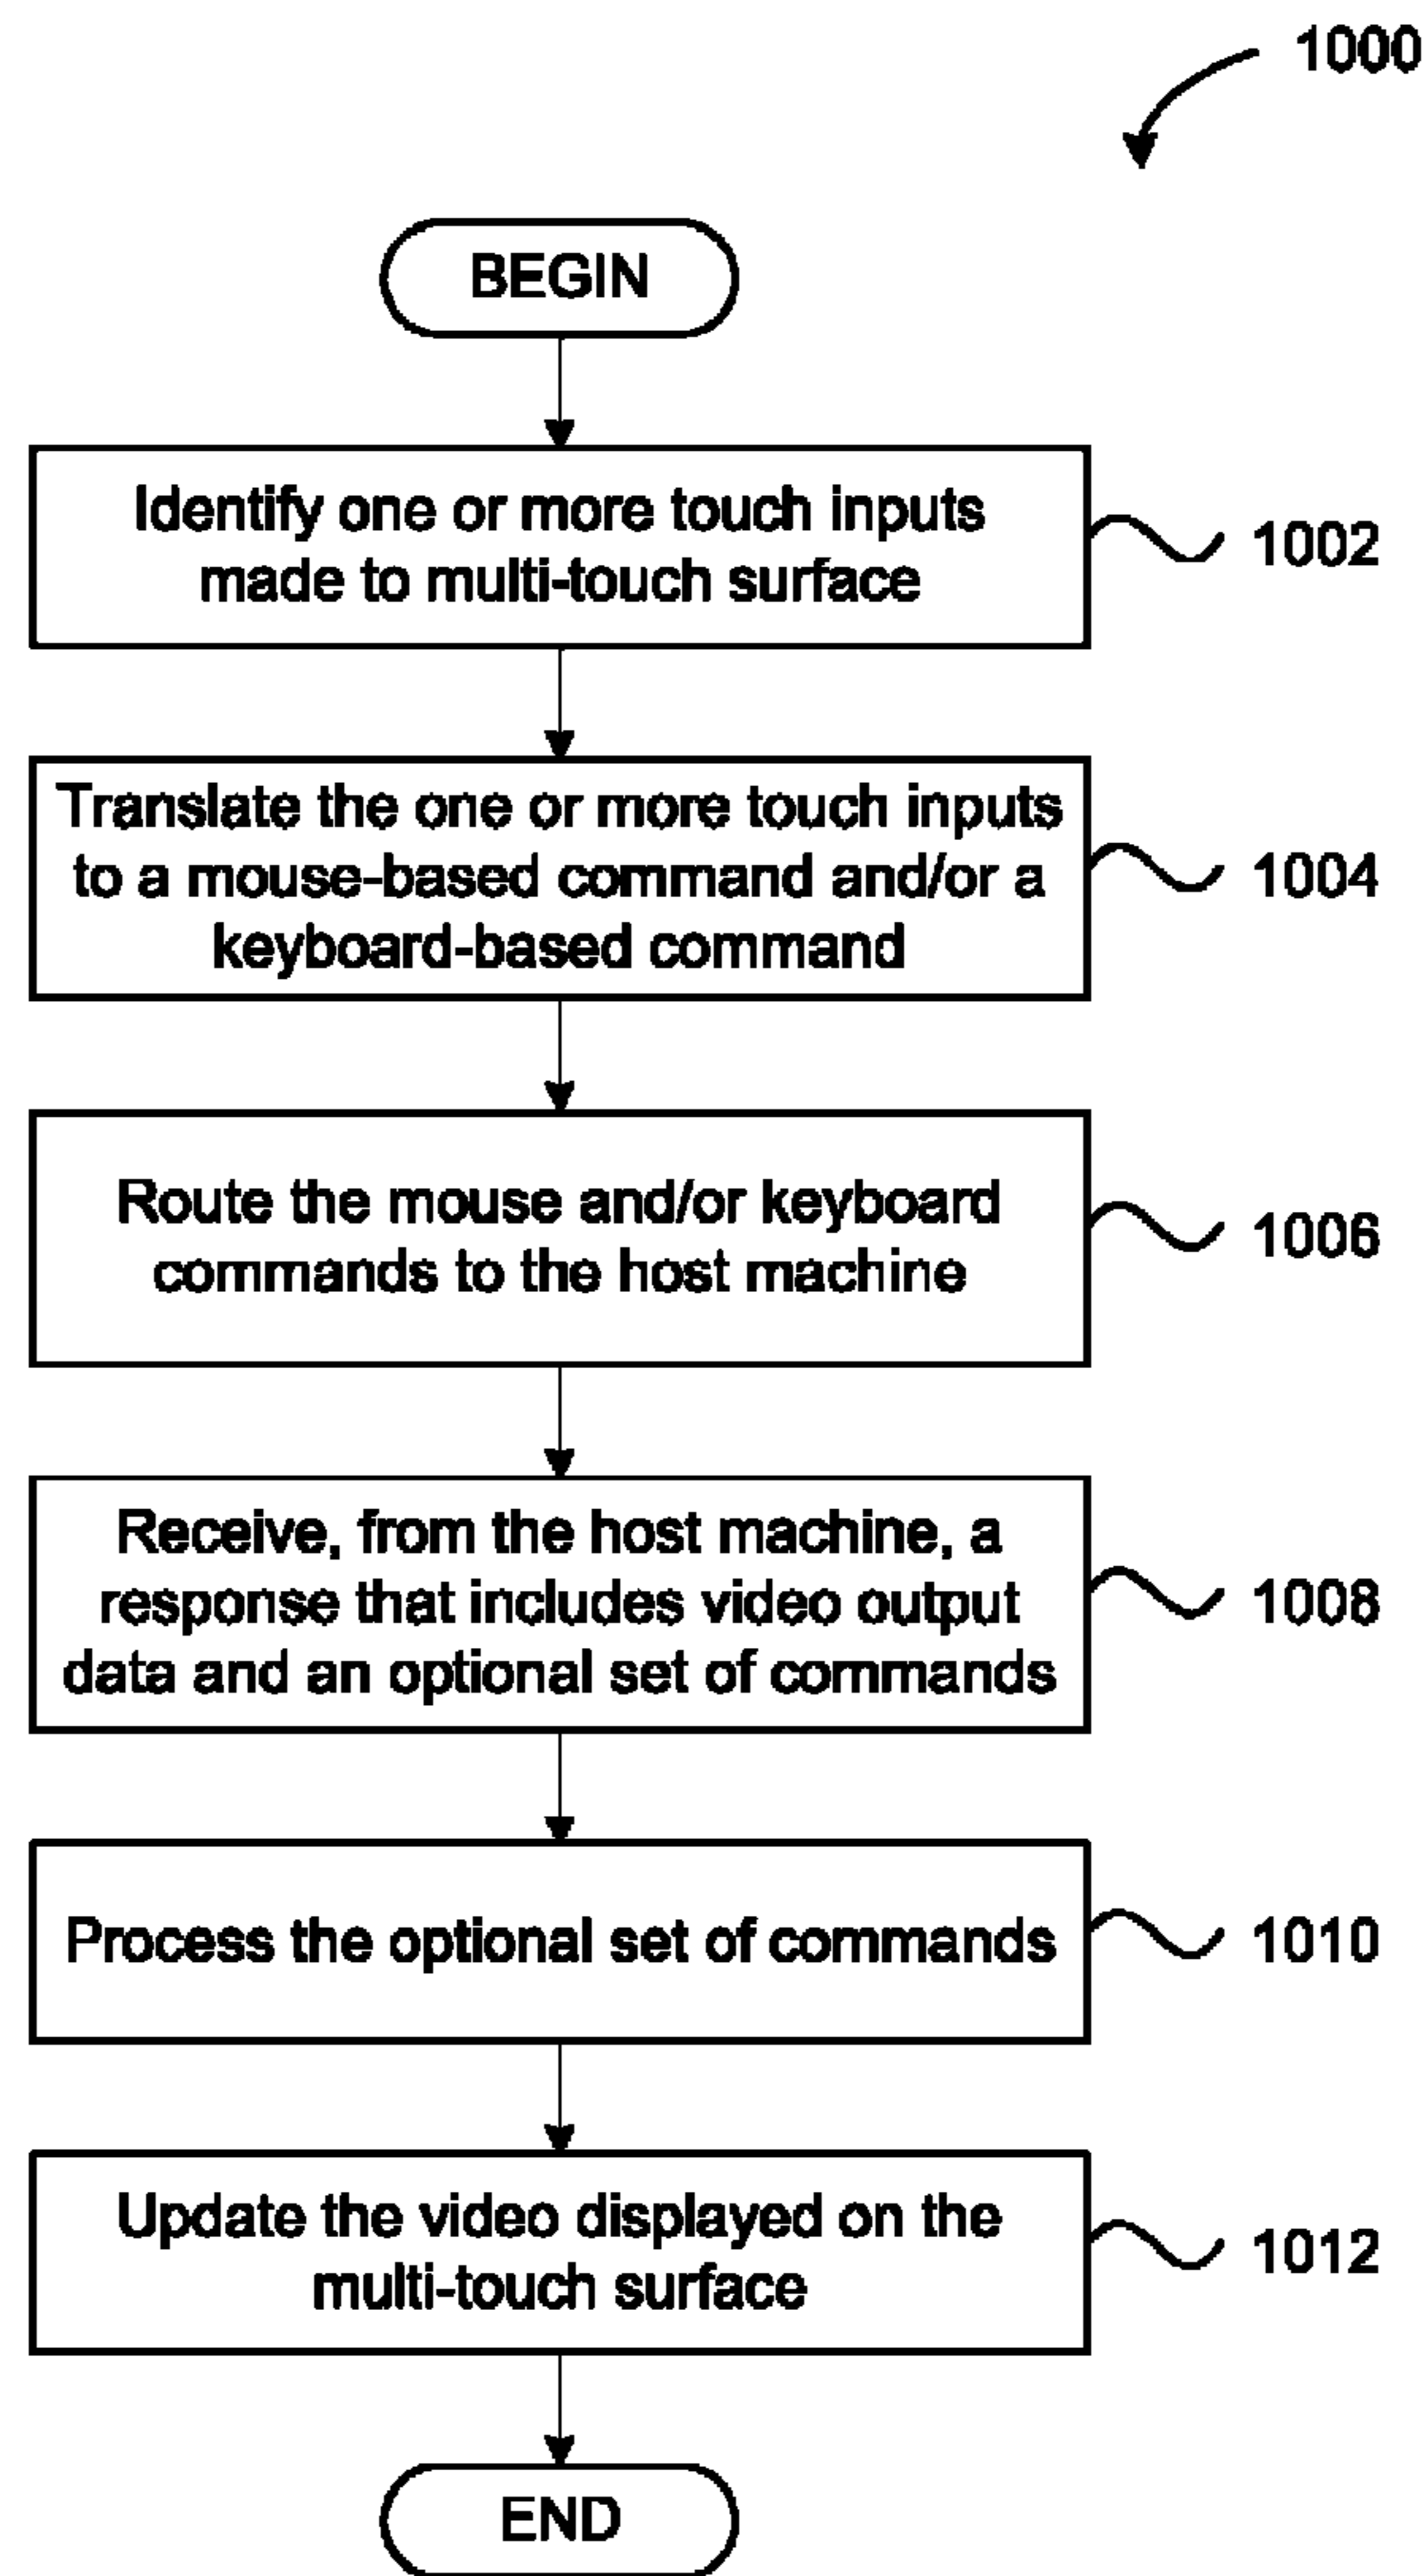 1000
BEGIN
Identify one or more touch inputs
made to multi-touch surface
1002
Translate the one or more touch inputs
to a mouse-based command and/or a
keyboard-based command
1004
Route the mouse and/or keyboard
commands to the host machine
1006
Receive, from the host machine, a
response that includes video output
data and an optional set of commands
1008
Process the optional set of commands
1010
Update the video displayed on the
multi-touch surface
1012
END